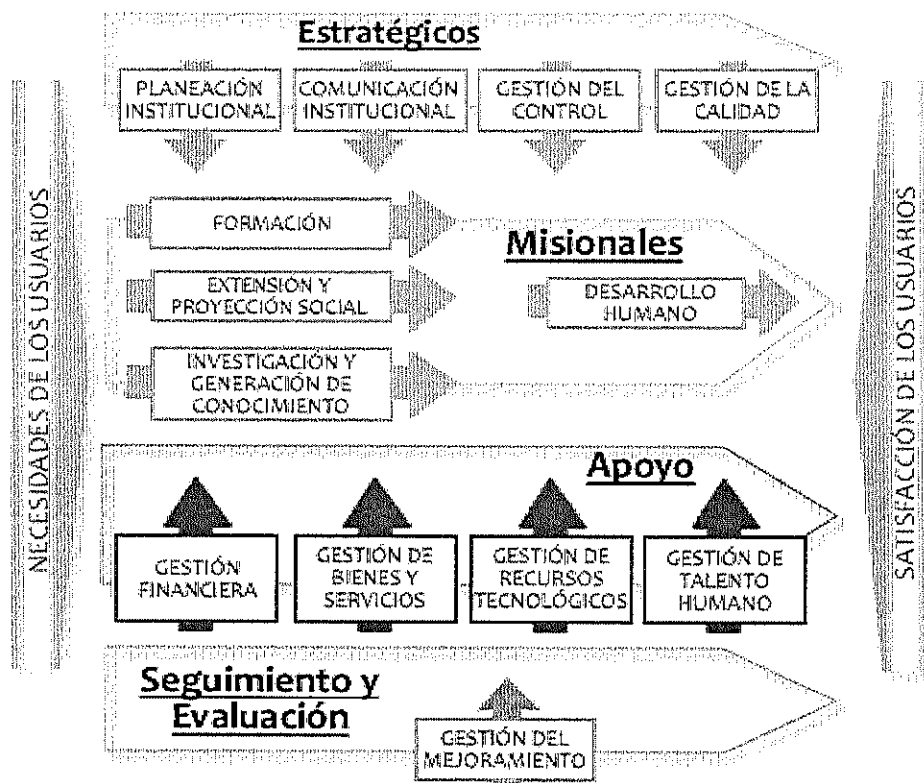 Estratégicos
PLANEACIÓN
INSTITUCIONAL
COMUNICACIÓN
INSTITUCIONAL
GESTIÓN DEL
CONTROL
GESTIÓN DE LA
CALIDAD
NECESIDADES DE LOS USUARIOS
FORMACIÓN
EXTENSIÓN Y
PROYECCIÓN SOCIAL
INVESTIGACIÓN Y
GENERACIÓN DE
CONOCIMIENTO
Misionales
DESARROLLO
HUMANO
SATISFACCIÓN DE LOS USUARIOS
Apoyo
GESTIÓN
FINANCIERA
GESTIÓN DE
BIENES Y
SERVICIOS
GESTIÓN DE
RECURSOS
TECNOLÓGICOS
GESTIÓN DE
TALENTO
HUMANO
Seguimiento y
Evaluación
GESTIÓN DEL
MEJORAMIENTO